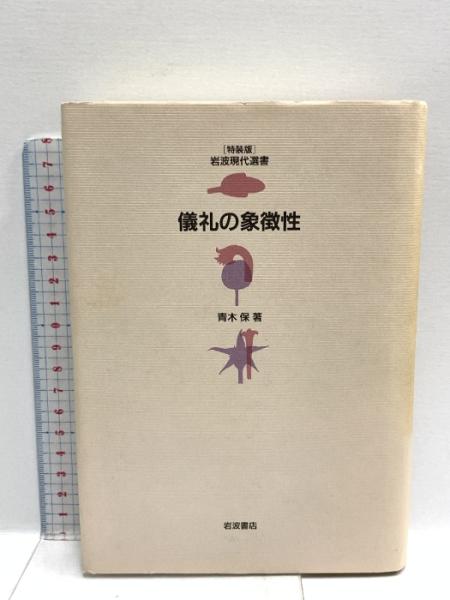 [特装版]
岩波現代選書
儀礼の象徴性
青木 保 著
岩波書店